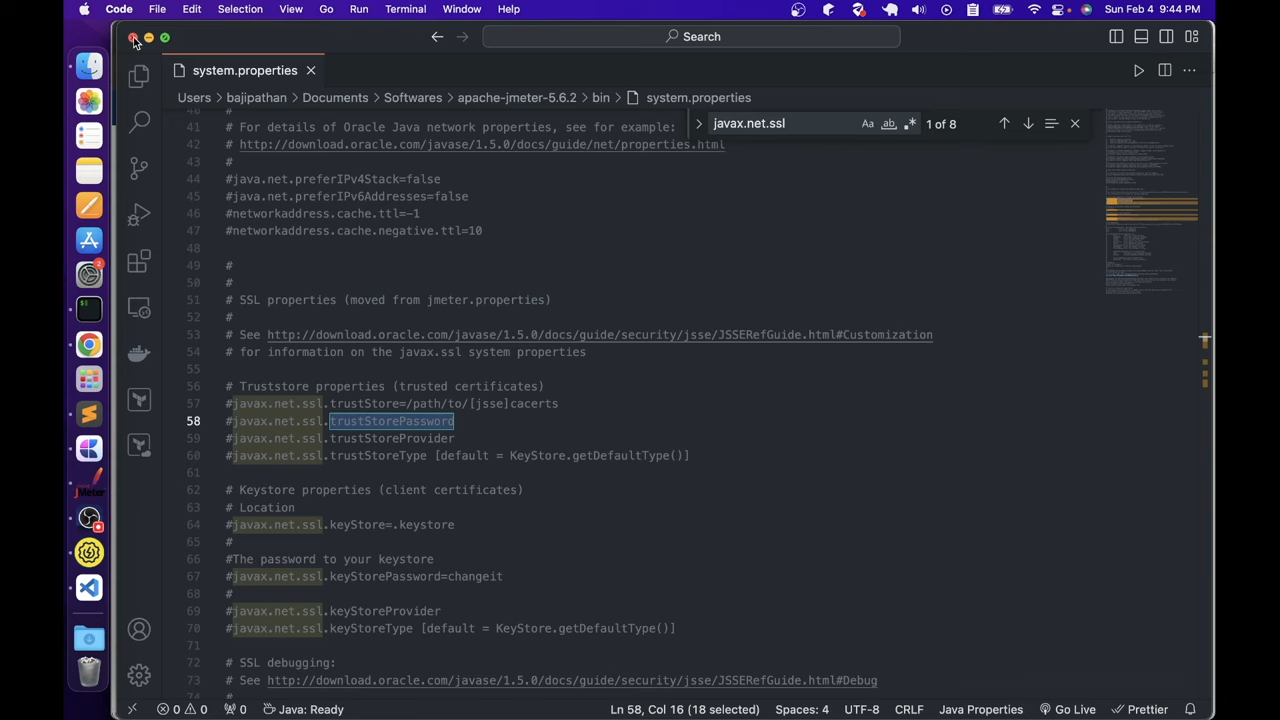 Code File Edit Selection View Go Run Terminal Window Help Sun Feb 4 9:44 PM
Search
system.properties
Users bajipathan Documents Softwares apache-jmeter-5.6.2 bin system.properties
javax.net.ssl Aa ab 1 of 8
40 #
41 # For details of Oracle Java network properties, see for example:
42 # http://download.oracle.com/javase/1.5.0/docs/guide/net/properties.html
43 #
44 #java.net.preferIPv4Stack=false
45 #java.net.preferIPv6Addresses=false
46 #networkaddress.cache.ttl=-1
47 #networkaddress.cache.negative.ttl=10
48
49 #
50 #
51 # SSL properties (moved from jmeter.properties)
52 #
53 # See http://download.oracle.com/javase/1.5.0/docs/guide/security/jsse/JSSERefGuide.html#Customization
54 # for information on the javax.ssl system properties
55
56 # Truststore properties (trusted certificates)
57 #javax.net.ssl.trustStore=/path/to/[jsse]cacerts
58 #javax.net.ssl.trustStorePassword
59 #javax.net.ssl.trustStoreProvider
60 #javax.net.ssl.trustStoreType [default = KeyStore.getDefaultType()]
61
62 # Keystore properties (client certificates)
63 # Location
64 #javax.net.ssl.keyStore=.keystore
65 #
66 #The password to your keystore
67 #javax.net.ssl.keyStorePassword=changeit
68 #
69 #javax.net.ssl.keyStoreProvider
70 #javax.net.ssl.keyStoreType [default = KeyStore.getDefaultType()]
71
72 # SSL debugging:
73 # See http://download.oracle.com/javase/1.5.0/docs/guide/security/jsse/JSSERefGuide.html#Debug
74 #
2
JMeter
0 0 0 Java: Ready Ln 58, Col 16 (18 selected) Spaces: 4 UTF-8 CRLF Java Properties Go Live Prettier